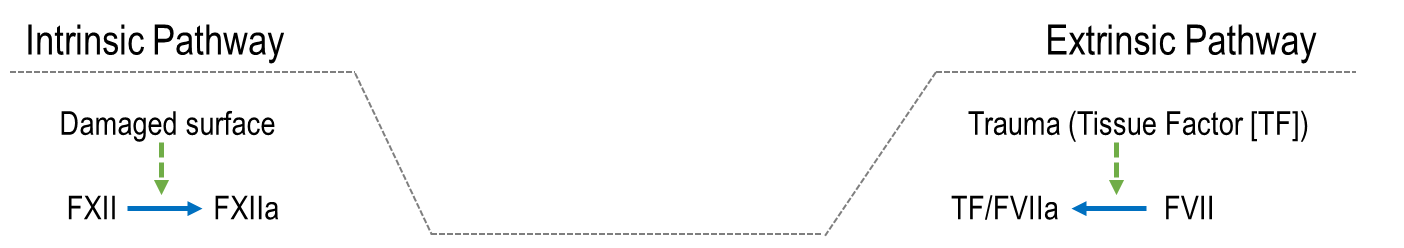 Intrinsic Pathway
Extrinsic Pathway
Damaged surface
Trauma (Tissue Factor [TF])
FXII
FXIIa
TF/FVIIa
FVII